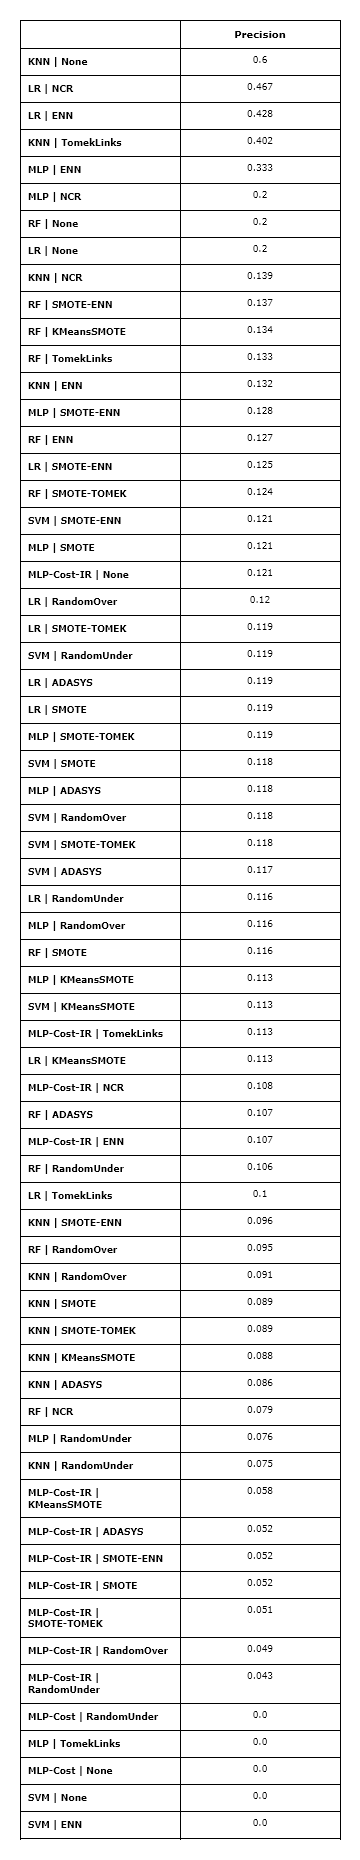 Precision
KNN | None 0.6
LR | NCR 0.467
LR | ENN 0.428
KNN | TomekLinks 0.402
MLP | ENN 0.333
MLP | NCR 0.2
RF | None 0.2
LR | None 0.2
KNN | NCR 0.139
RF | SMOTE-ENN 0.137
RF | KMeansSMOTE 0.134
RF | TomekLinks 0.133
KNN | ENN 0.132
MLP | SMOTE-ENN 0.128
RF | ENN 0.127
LR | SMOTE-ENN 0.125
RF | SMOTE-TOMEK 0.124
SVM | SMOTE-ENN 0.121
MLP | SMOTE 0.121
MLP-Cost-IR | None 0.121
LR | RandomOver 0.12
LR | SMOTE-TOMEK 0.119
SVM | RandomUnder 0.119
LR | ADASYS 0.119
LR | SMOTE 0.119
MLP | SMOTE-TOMEK 0.119
SVM | SMOTE 0.118
MLP | ADASYS 0.118
SVM | RandomOver 0.118
SVM | SMOTE-TOMEK 0.118
SVM | ADASYS 0.117
LR | RandomUnder 0.116
MLP | RandomOver 0.116
RF | SMOTE 0.116
MLP | KMeansSMOTE 0.113
SVM | KMeansSMOTE 0.113
MLP-Cost-IR | TomekLinks 0.113
LR | KMeansSMOTE 0.113
MLP-Cost-IR | NCR 0.108
RF | ADASYS 0.107
MLP-Cost-IR | ENN 0.107
RF | RandomUnder 0.106
LR | TomekLinks 0.1
KNN | SMOTE-ENN 0.096
RF | RandomOver 0.095
KNN | RandomOver 0.091
KNN | SMOTE 0.089
KNN | SMOTE-TOMEK 0.089
KNN | KMeansSMOTE 0.088
KNN | ADASYS 0.086
RF | NCR 0.079
MLP | RandomUnder 0.076
KNN | RandomUnder 0.075
MLP-Cost-IR | 0.058
KMeansSMOTE
MLP-Cost-IR | ADASYS 0.052
MLP-Cost-IR | SMOTE-ENN 0.052
MLP-Cost-IR | SMOTE 0.052
MLP-Cost-IR | 0.051
SMOTE-TOMEK
MLP-Cost-IR | RandomOver 0.049
MLP-Cost-IR | 0.043
RandomUnder
MLP-Cost | RandomUnder 0.0
MLP | TomekLinks 0.0
MLP-Cost | None 0.0
SVM | None 0.0
SVM | ENN 0.0